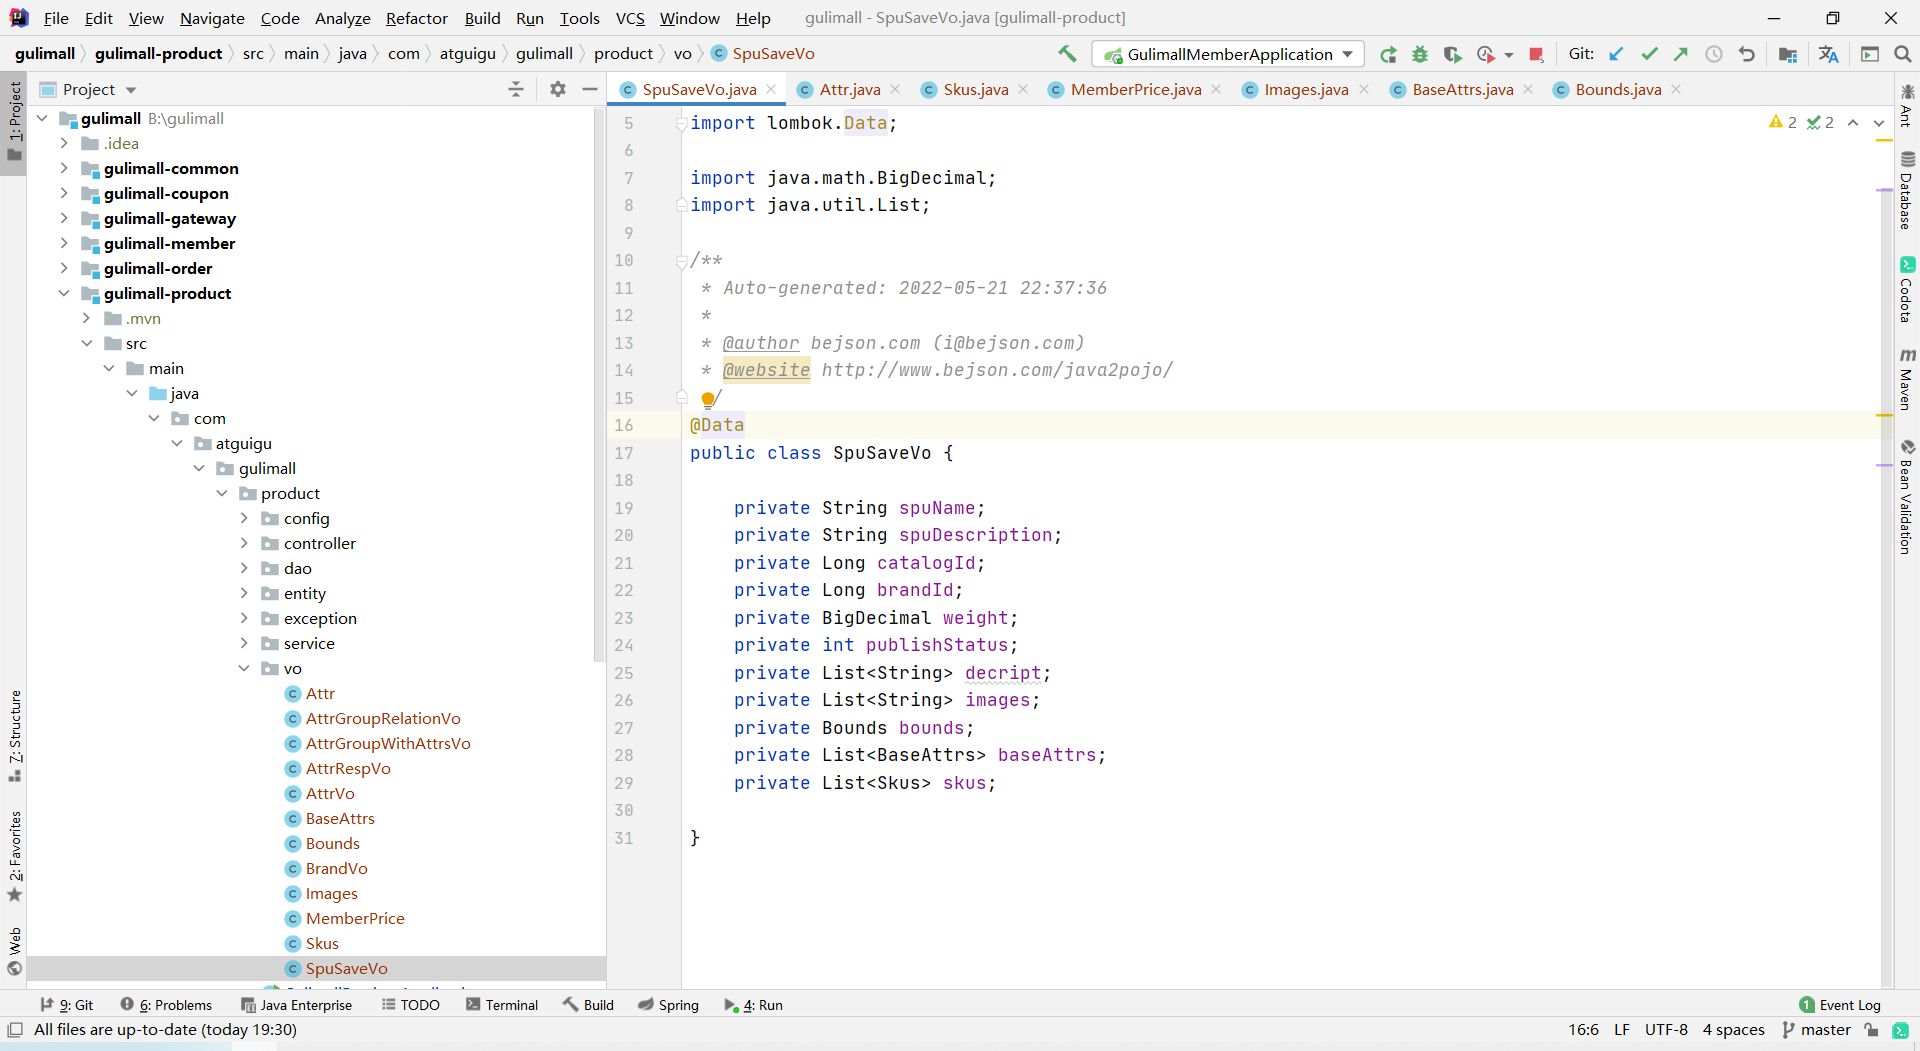 File Edit View Navigate Code Analyze Refactor Build Run Tools VCS Window Help gulimall - SpuSaveVo.java [gulimall-product]
gulimall gulimall-product src main java com atguigu gulimall product vo SpuSaveVo GulimallMemberApplication Git:
Project
SpuSaveVo.java Attr.java Skus.java MemberPrice.java Images.java BaseAttrs.java Bounds.java
1: Project
7: Structure
2: Favorites
Web
gulimall B:\gulimall
.idea
gulimall-common
gulimall-coupon
gulimall-gateway
gulimall-member
gulimall-order
gulimall-product
.mvn
src
main
java
com
atguigu
gulimall
product
config
controller
dao
entity
exception
service
vo
Attr
AttrGroupRelationVo
AttrGroupWithAttrsVo
AttrRespVo
AttrVo
BaseAttrs
Bounds
BrandVo
Images
MemberPrice
Skus
SpuSaveVo
2 2
5 import lombok.Data;
6
7 import java.math.BigDecimal;
8 import java.util.List;
9
10 /**
11 * Auto-generated: 2022-05-21 22:37:36
12 *
13 * @author bejson.com (i@bejson.com)
14 * @website http://www.bejson.com/java2pojo/
15 /
16 @Data
17 public class SpuSaveVo {
18
19 private String spuName;
20 private String spuDescription;
21 private Long catalogId;
22 private Long brandId;
23 private BigDecimal weight;
24 private int publishStatus;
25 private List<String> decript;
26 private List<String> images;
27 private Bounds bounds;
28 private List<BaseAttrs> baseAttrs;
29 private List<Skus> skus;
30
31 }
Ant
Database
Codota
m Maven
Bean Validation
9: Git 6: Problems Java Enterprise TODO Terminal Build Spring 4: Run 1 Event Log
All files are up-to-date (today 19:30) 16:6 LF UTF-8 4 spaces master